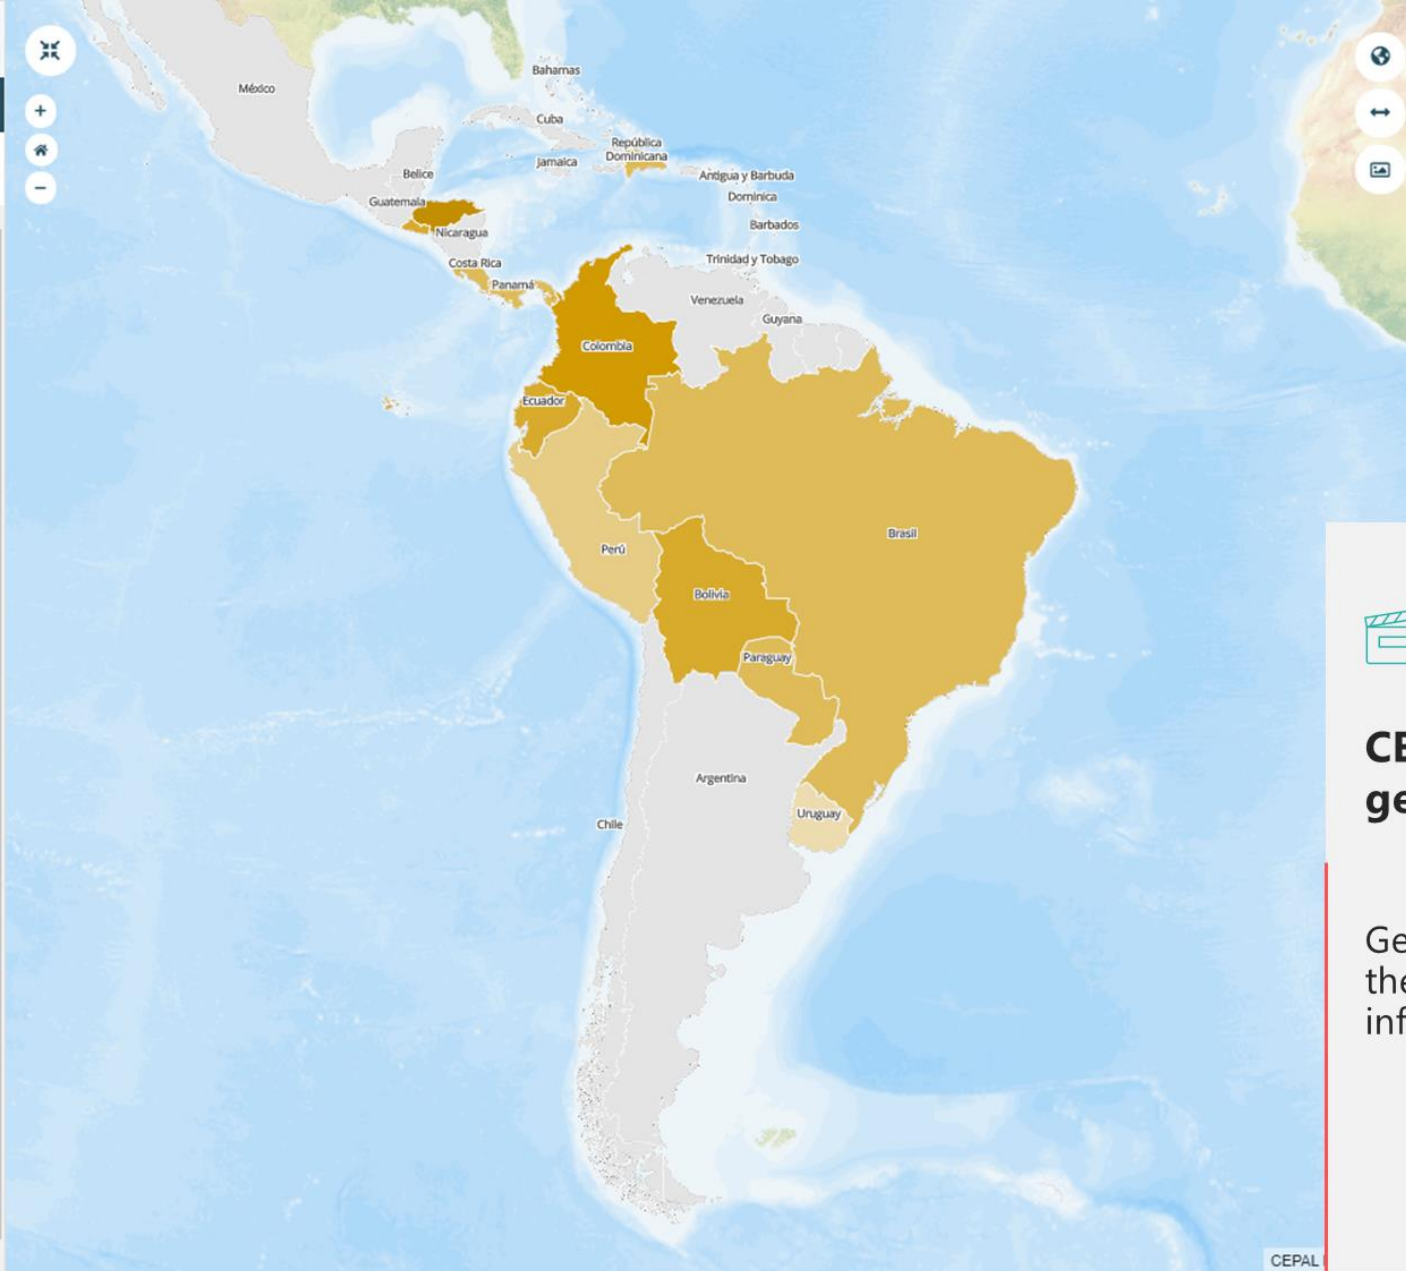 Bahamas
México
Cuba
República
Dominicana
Jamaica
Belice
Antigua y Barbuda
Dominica
Guatemala
Barbados
Nicaragua
Trinidad y Tobago
Costa Rica
Panamá
Venezuela
Guyana
Colombia
Ecuador
Brasil
Perú
Bolivia
Paraguay
Argentina
Uruguay
Chile
Ge
the
inf
ge
CEPAL